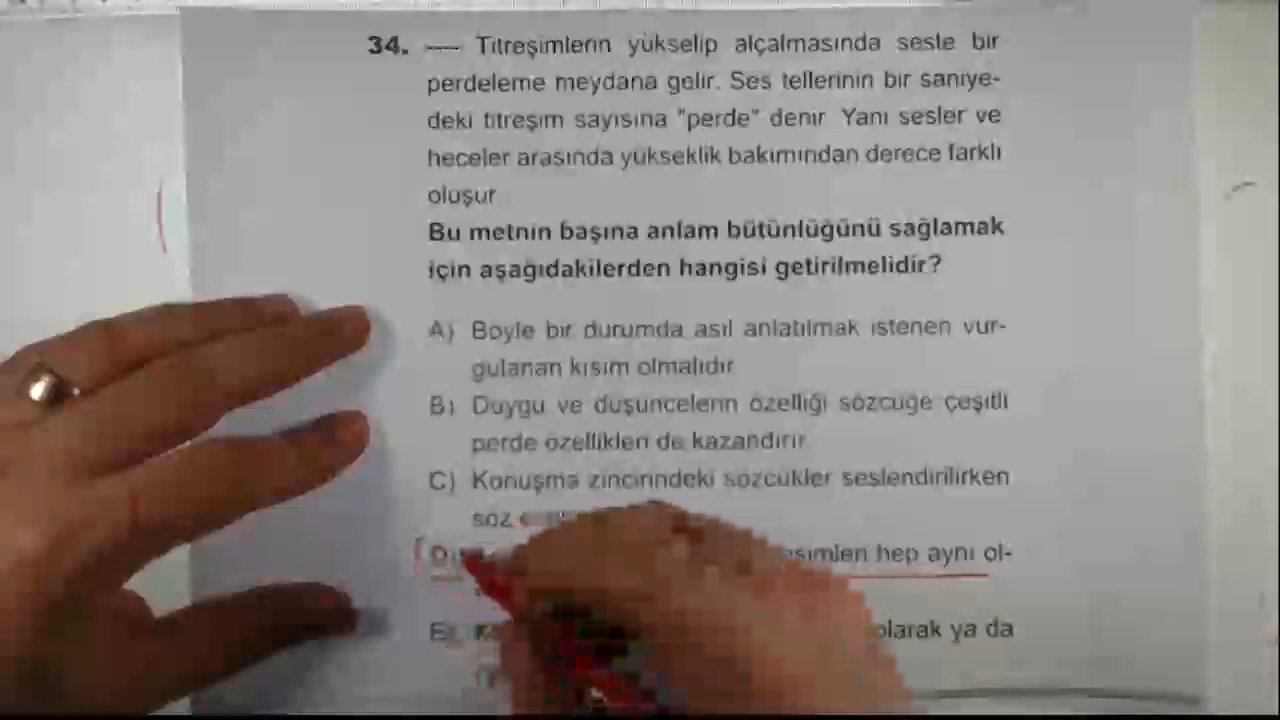 34. — Titreşimlerin yükselip alçalmasında sesle bir
perdeleme meydana gelir. Ses tellerinin bir saniye-
deki titreşim sayısına "perde" denir. Yani sesler ve
heceler arasında yükseklik bakımından derece farklı
oluşur
Bu metnin başına anlam bütünlüğünü sağlamak
için aşağıdakilerden hangisi getirilmelidir?
A) Böyle bir durumda asıl anlatılmak istenen vur-
gulanan kısım olmalıdır
B) Duygu ve düşüncelerin özelliği sözcüğe çeşitli
perde özellikleri de kazandırır.
C) Konuşma zincirindeki sözcükler seslendirilirken
söz
D) hep aynı ol-
E) olarak ya da